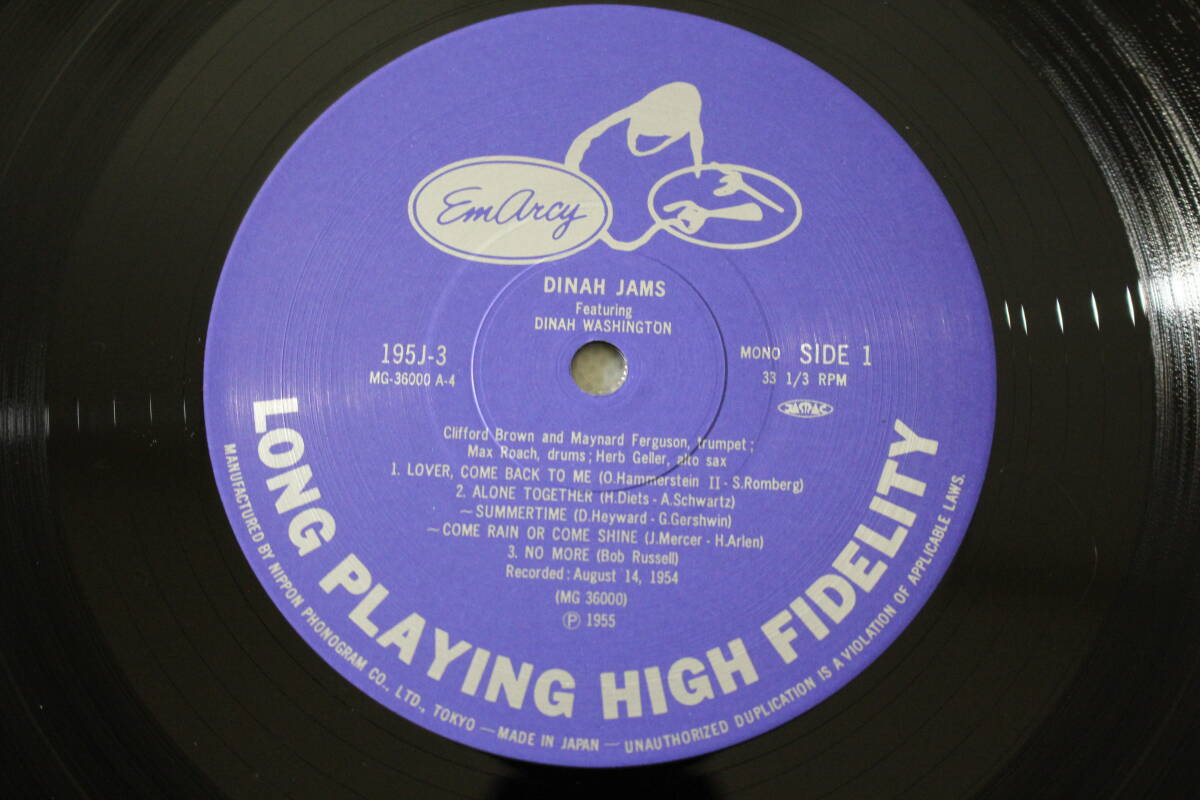 EmArcy
DINAH JAMS
Featuring
DINAH WASHINGTON
195J-3
MG-36000 A-4
MONO SIDE 1
33 1/3 RPM
JASRAC
Clifford Brown and Maynard Ferguson, trumpet;
Max Roach, drums; Herb Geller, alto sax
1. LOVER, COME BACK TO ME (O.Hammerstein II - S.Romberg)
2. ALONE TOGETHER (H.Diets - A.Schwartz)
~SUMMERTIME (D.Heyward - G.Gershwin)
~COME RAIN OR COME SHINE (J.Mercer - H.Arlen)
3. NO MORE (Bob Russell)
Recorded: August 14, 1954
(MG 36000)
Ⓟ 1955
LONG PLAYING HIGH FIDELITY
MANUFACTURED BY NIPPON PHONOGRAM CO., LTD., TOKYO — MADE IN JAPAN — UNAUTHORIZED DUPLICATION IS A VIOLATION OF APPLICABLE LAWS.